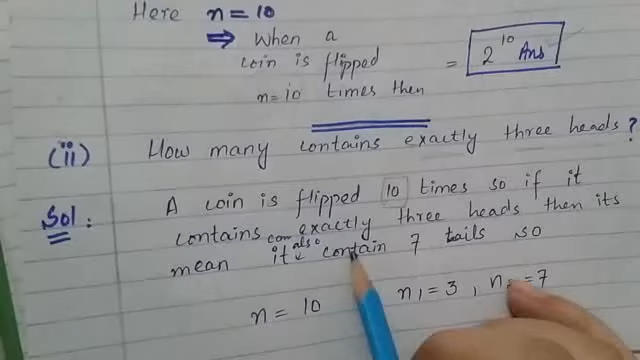 Here n = 10
⇒ When a
coin is flipped
n=10 times then
= 2^10 Ans
(ii) How many contains exactly three heads?
Sol: A coin is flipped 10 times so if it
contains exactly three heads then its
mean it also contain 7 tails so
n = 10 n1 = 3, n = 7